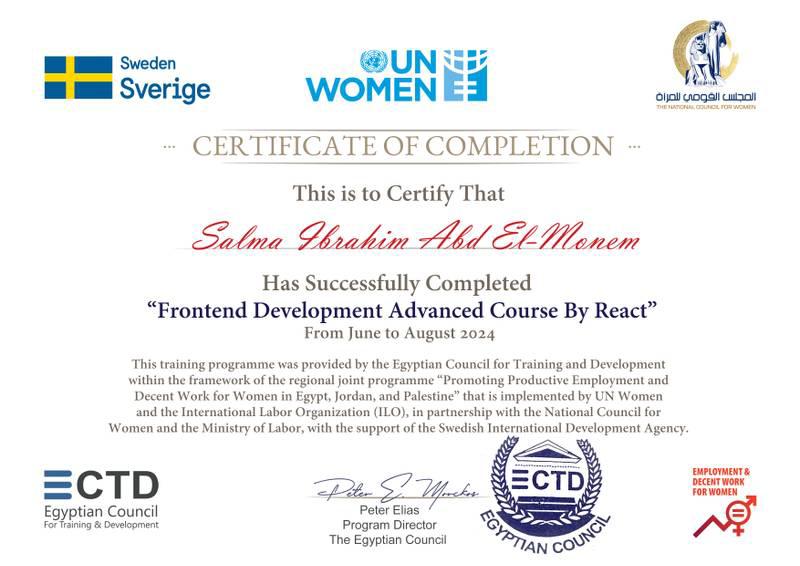 Sweden
Sverige
UN
WOMEN
المجلس القومي للمرأة
THE NATIONAL COUNCIL FOR WOMEN
CERTIFICATE OF COMPLETION
This is to Certify That
Salma Ibrahim Abd El-Monem
Has Successfully Completed
“Frontend Development Advanced Course By React”
From June to August 2024
This training programme was provided by the Egyptian Council for Training and Development
within the framework of the regional joint programme “Promoting Productive Employment and
Decent Work for Women in Egypt, Jordan, and Palestine” that is implemented by UN Women
and the International Labor Organization (ILO), in partnership with the National Council for
Women and the Ministry of Labor, with the support of the Swedish International Development Agency.
ECTD
Egyptian Council
For Training & Development
Peter E.
Peter Elias
Program Director
The Egyptian Council
ECTD
EGYPTIAN COUNCIL
EMPLOYMENT &
DECENT WORK
FOR WOMEN